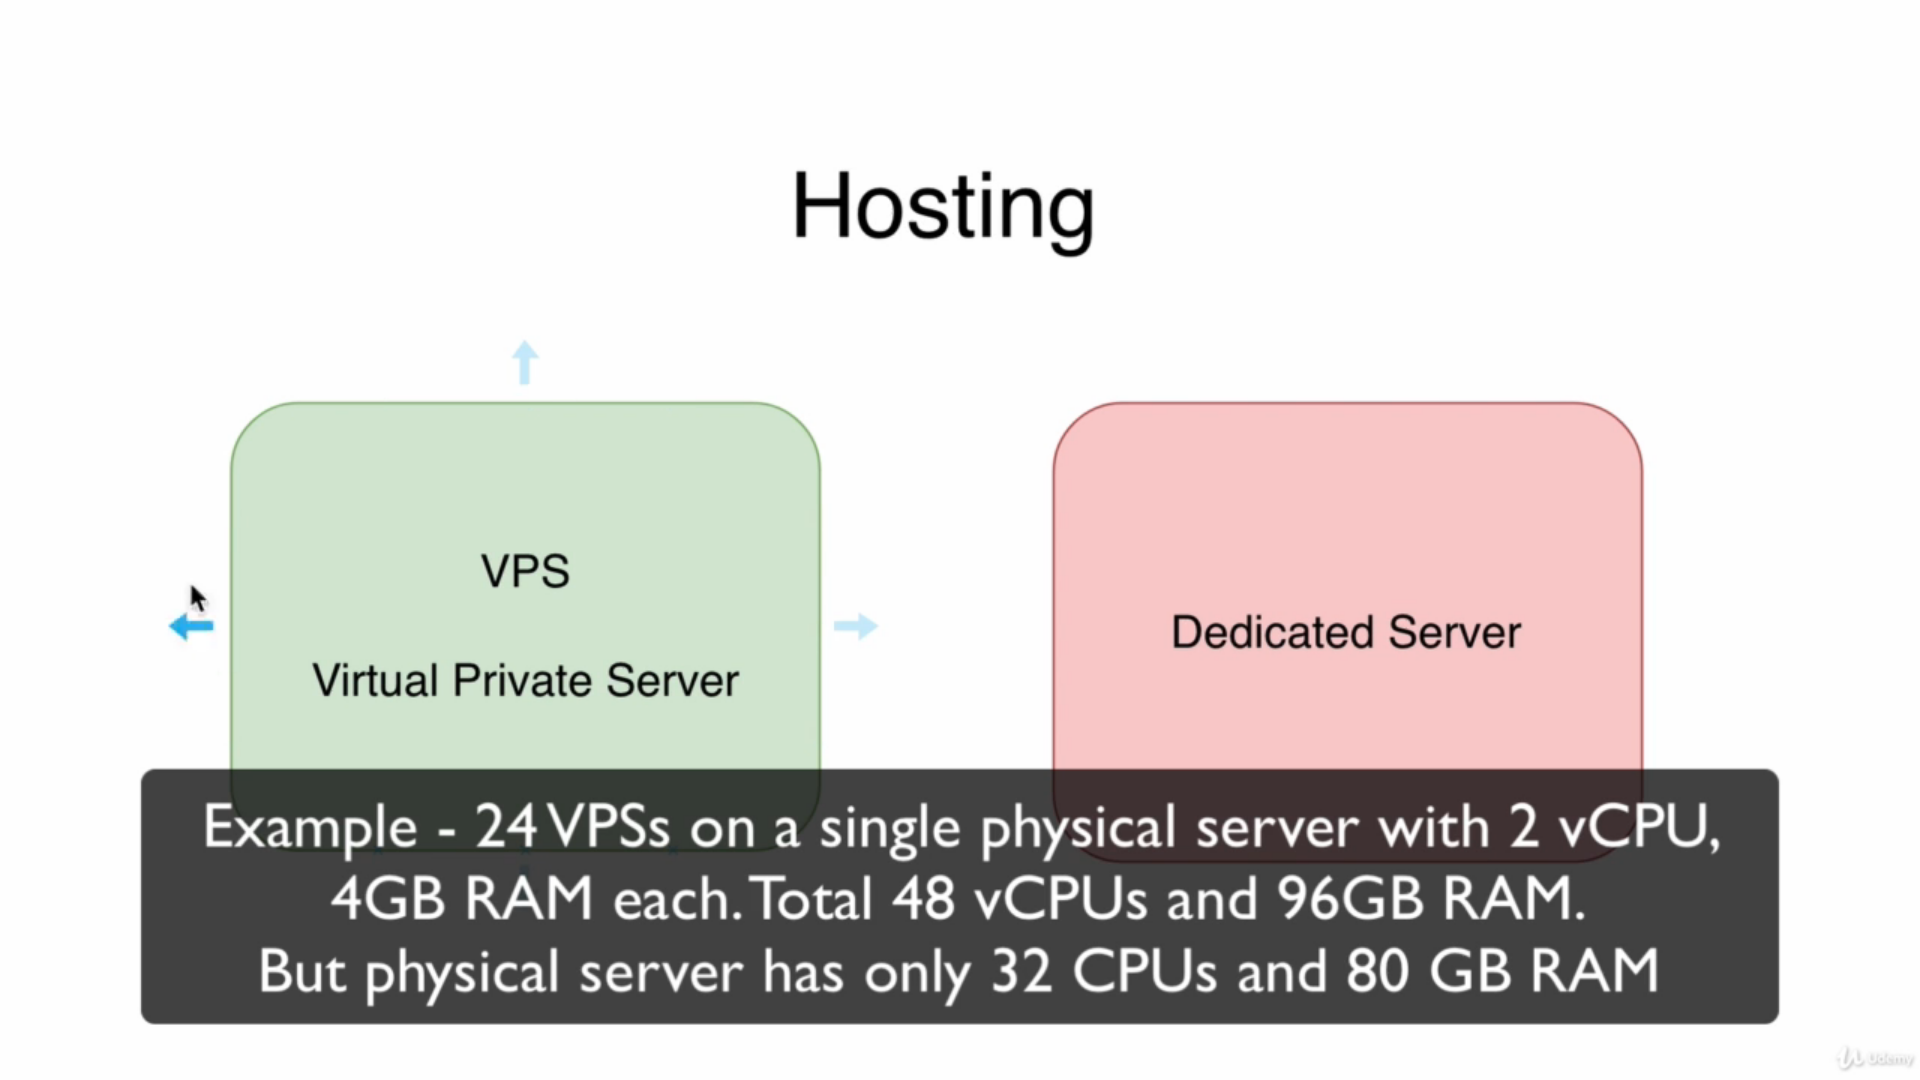 Hosting
VPS
Virtual Private Server
Dedicated Server
Example - 24 VPSs on a single physical server with 2 vCPU,
4GB RAM each. Total 48 vCPUs and 96GB RAM.
But physical server has only 32 CPUs and 80 GB RAM
Udemy